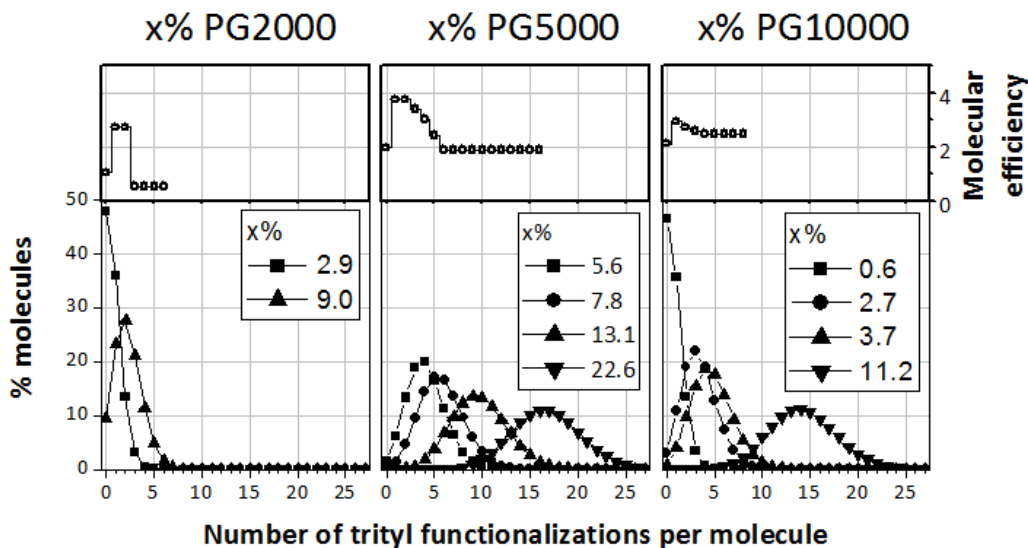 x% PG2000 x% PG5000 x% PG10000
4
2
0
Molecular
efficiency
50
40
30
20
10
0
% molecules
x%
2.9
9.0
x%
5.6
7.8
13.1
22.6
x%
0.6
2.7
3.7
11.2
0 5 10 15 20 25 0 5 10 15 20 25 0 5 10 15 20 25
Number of trityl functionalizations per molecule